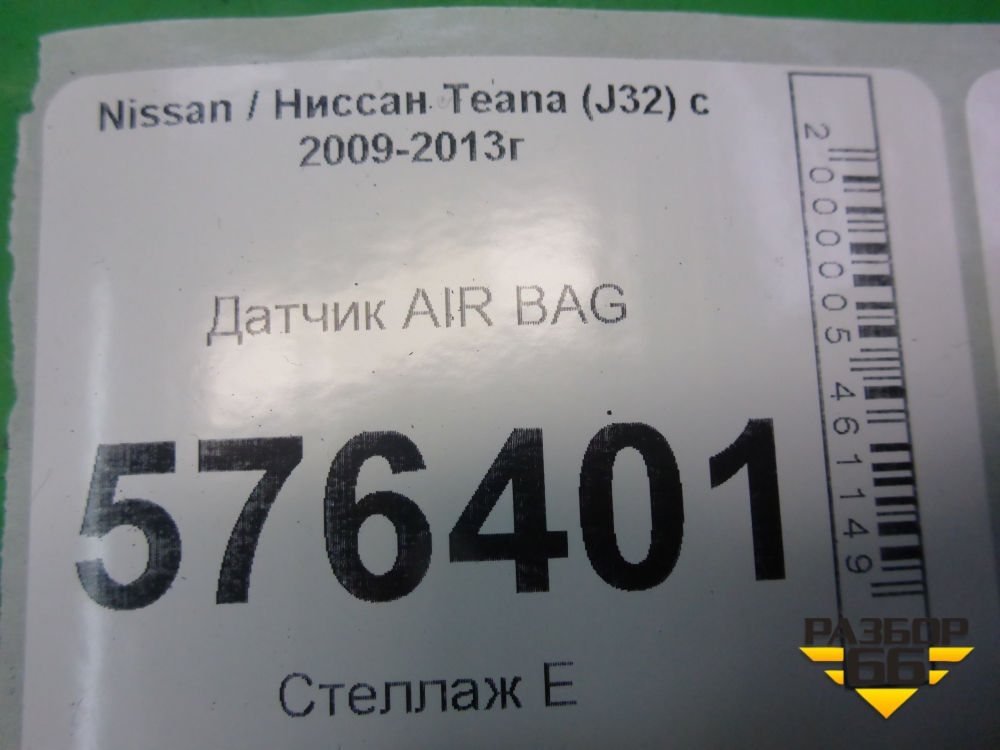 Nissan / Ниссан Teana (J32) с
2009-2013г
Датчик AIR BAG
576401
Стеллаж Е
2000005461149
РАЗБОР
66